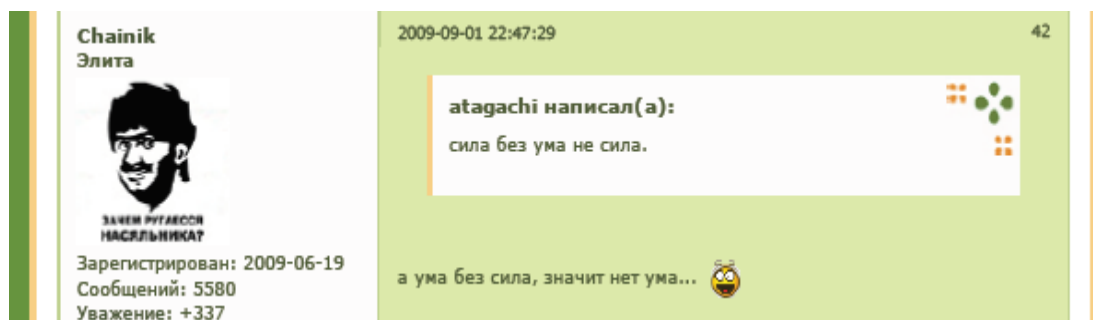 Chainik
Элита
ЗАЧЕМ РУГАЕССЯ
НАСЯЛЬНИКА?
Зарегистрирован: 2009-06-19
Сообщений: 5580
Уважение: +337
2009-09-01 22:47:29
42
atagachi написал(а):
сила без ума не сила.
а ума без сила, значит нет ума...